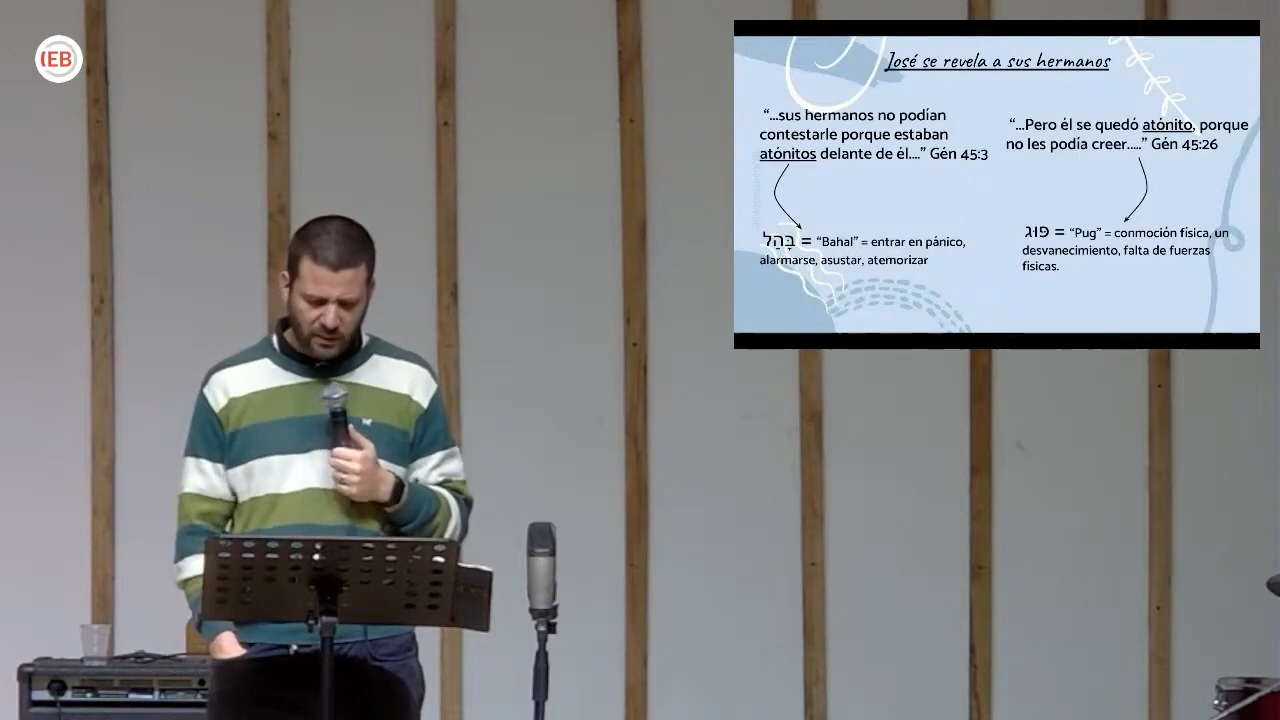 IEB
José se revela a sus hermanos
“...sus hermanos no podían
contestarle porque estaban
atónitos delante de él....” Gén 45:3
“...Pero él se quedó atónito, porque
no les podía creer.....” Gén 45:26
בָּהַל = “Bahal” = entrar en pánico,
alarmarse, asustar, atemorizar
פּוּג = “Pug” = conmoción física, un
desvanecimiento, falta de fuerzas
físicas.